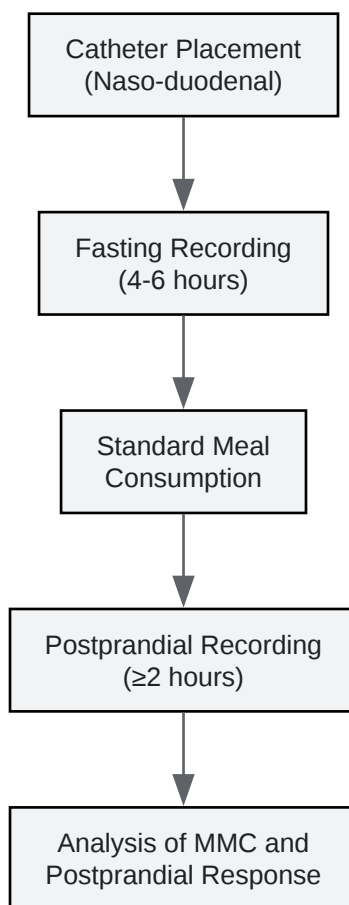 Catheter Placement
(Naso-duodenal)
Fasting Recording
(4-6 hours)
Standard Meal
Consumption
Postprandial Recording
(≥2 hours)
Analysis of MMC and
Postprandial Response